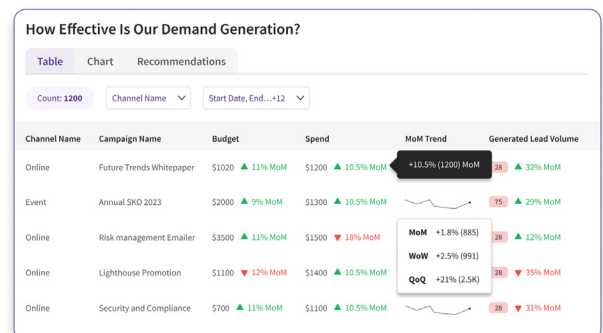 How Effective Is Our Demand Generation?
Table Chart Recommendations
Count: 1200 Channel Name Start Date, End...+12
Channel Name Campaign Name Budget Spend MoM Trend Generated Lead Volume
Online Future Trends Whitepaper $1020 ▲ 11% MoM $1200 ▲ 10.5% MoM +10.5% (1200) MoM 28 ▲ 32% MoM
Event Annual SKO 2023 $2000 ▲ 9% MoM $1300 ▲ 10.5% MoM 75 ▲ 29% MoM
Online Risk management Emailer $3500 ▲ 11% MoM $1500 ▼ 18% MoM MoM +1.8% (885) 28 ▲ 12% MoM
WoW +2.5% (991)
Online Lighthouse Promotion $1100 ▼ 12% MoM $1400 ▲ 10.5% MoM QoQ +21% (2.5K) 28 ▼ 35% MoM
Online Security and Compliance $700 ▲ 11% MoM $1100 ▲ 10.5% MoM 28 ▼ 31% MoM